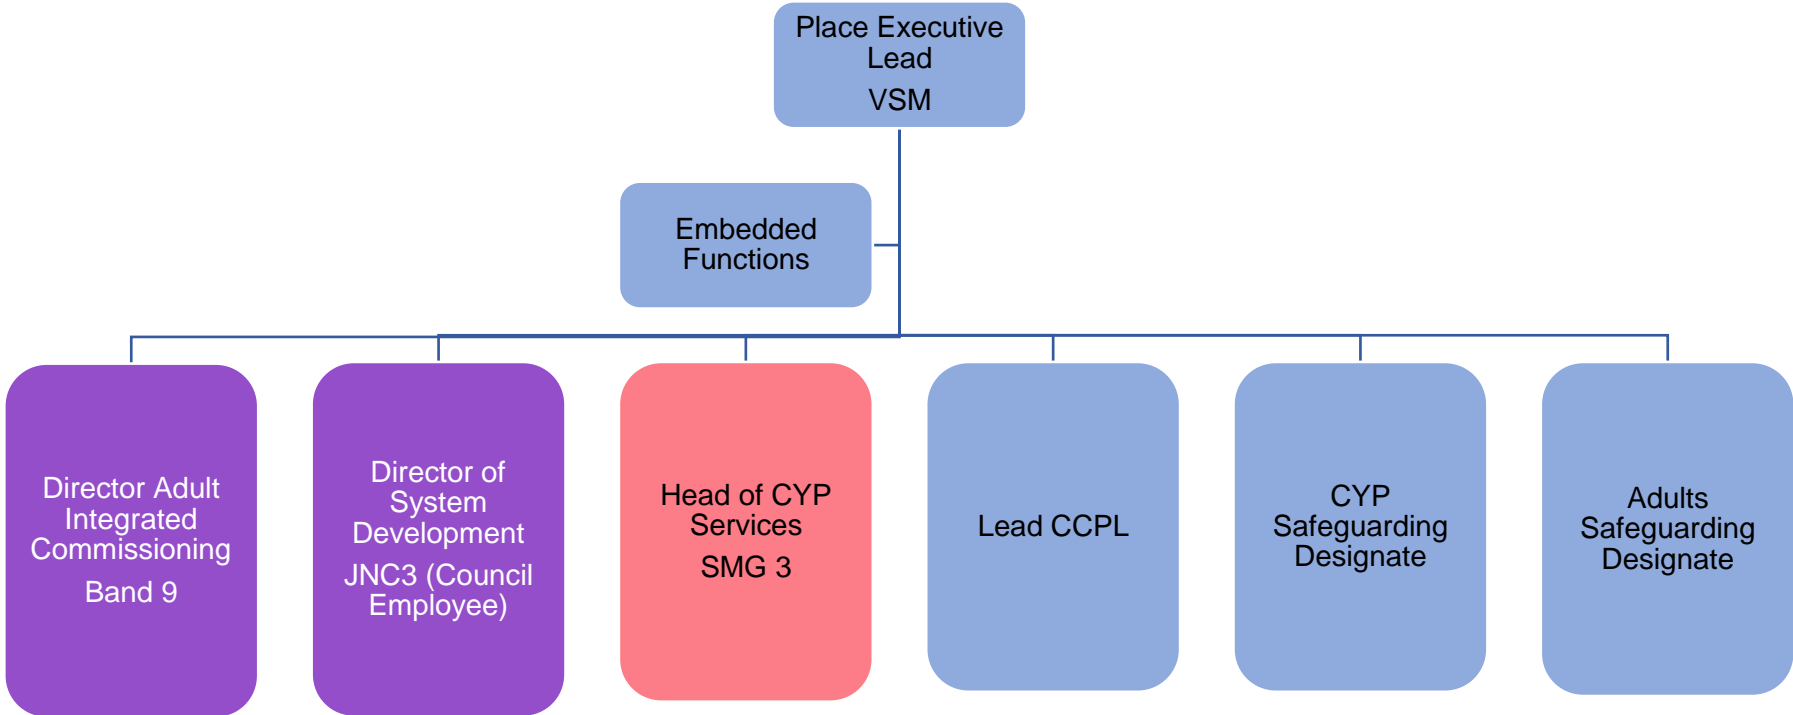 Place Executive
Lead
VSM
Embedded
Functions
Director Adult
Integrated
Commissioning
Band 9
Director of
System
Development
JNC3 (Council
Employee)
Head of CYP
Services
SMG 3
Lead CCPL
CYP
Safeguarding
Designate
Adults
Safeguarding
Designate